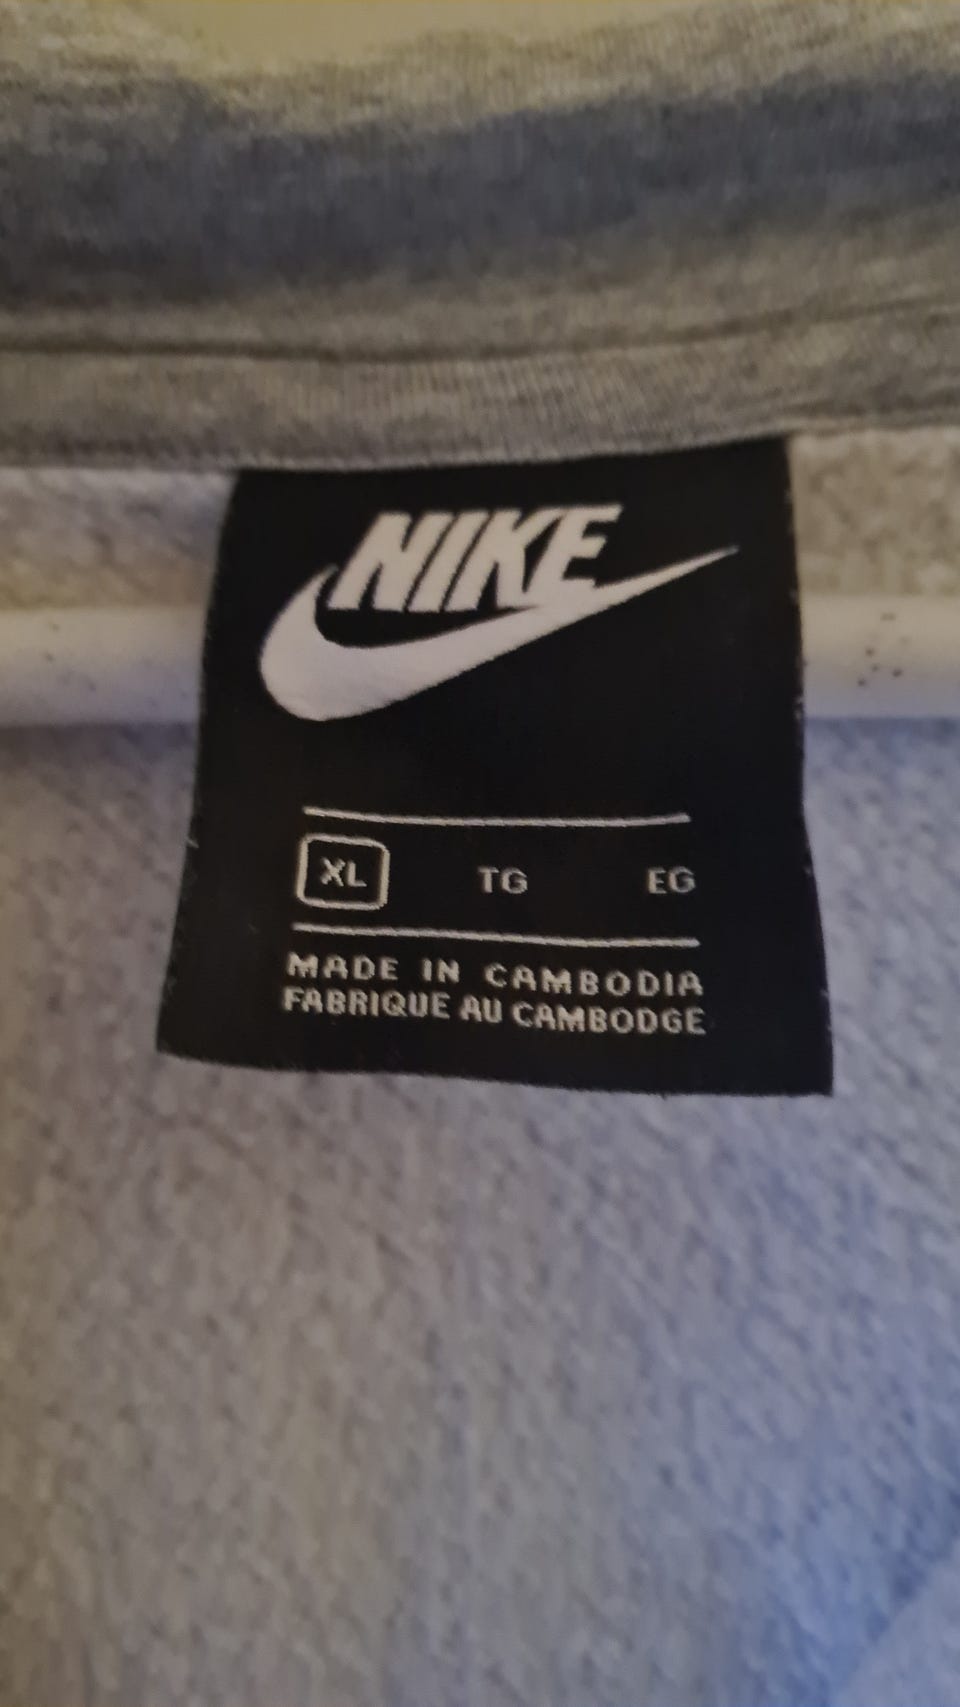 NIKE
XL TG EG
MADE IN CAMBODIA
FABRIQUE AU CAMBODGE